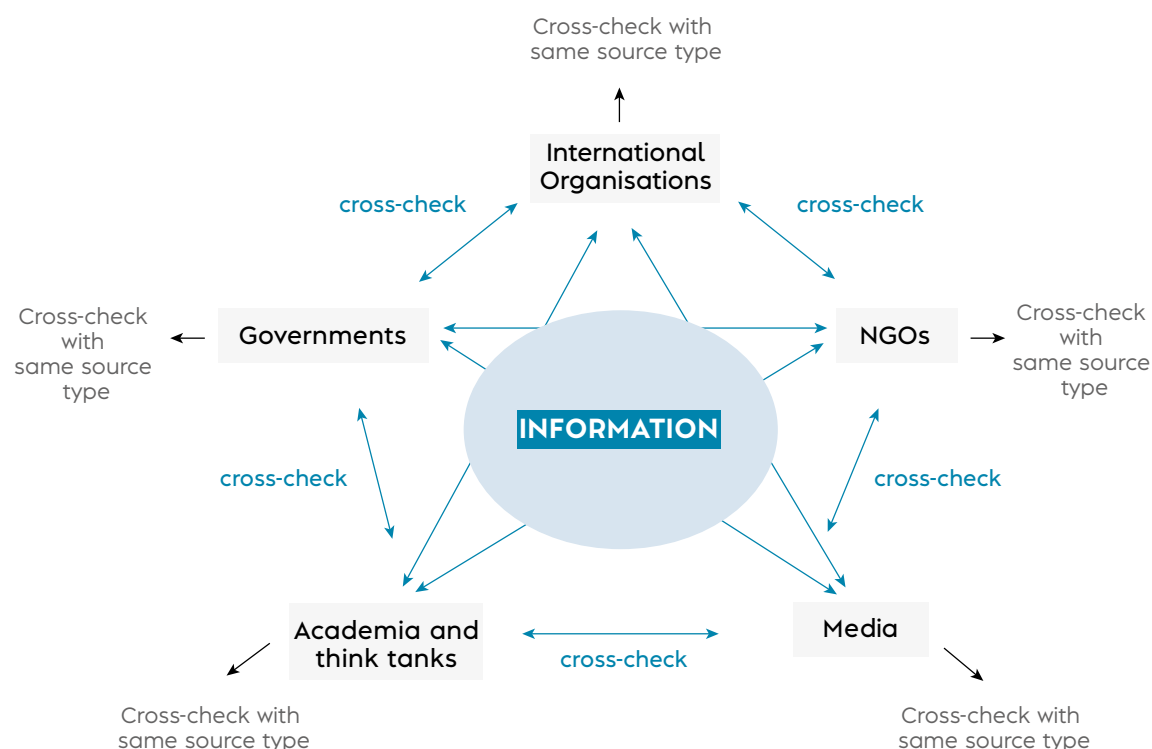 Cross-check with
same source type
International
Organisations
cross-check
cross-check
Cross-check
with
same source
type
Governments
NGOs
Cross-check
with
same source
type
INFORMATION
cross-check
cross-check
Academia and
think tanks
cross-check
Media
Cross-check with
same source type
Cross-check with
same source type